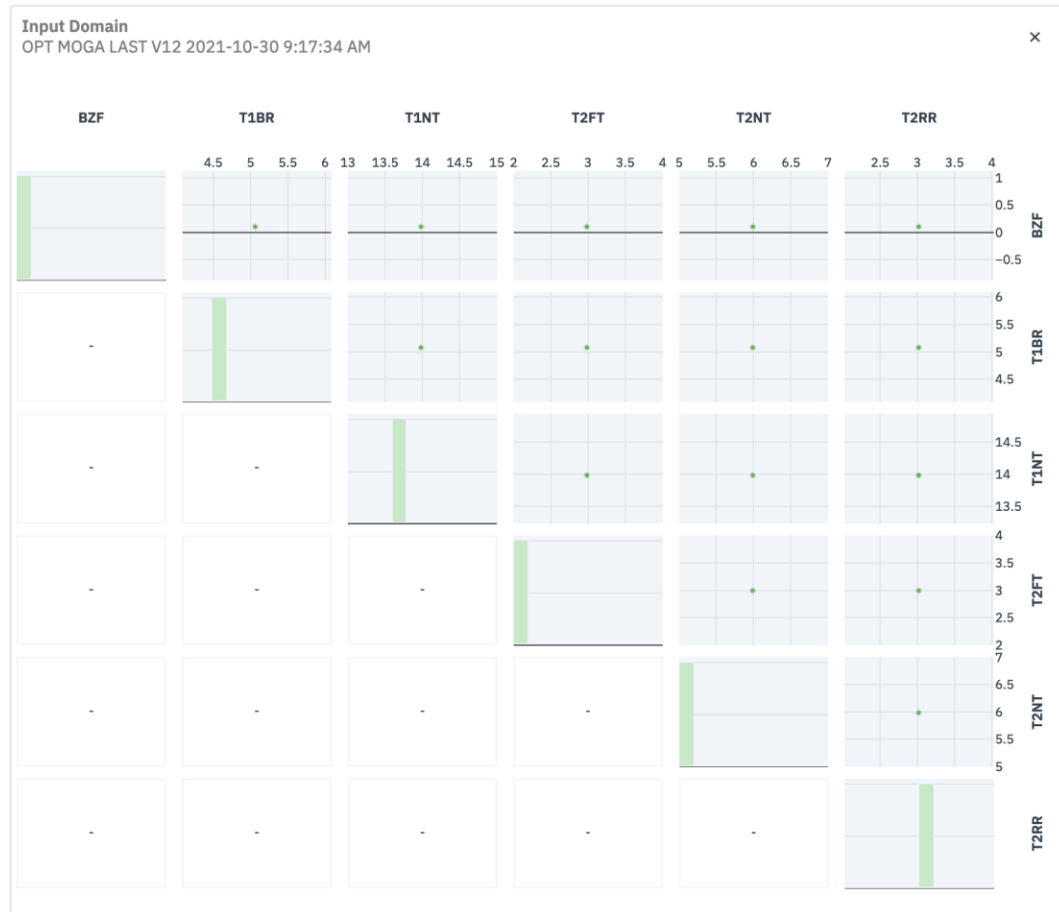 Input Domain
OPT MOGA LAST V12 2021-10-30 9:17:34 AM
×
BZF T1BR T1NT T2FT T2NT T2RR
4.5 5 5.5 6 13 13.5 14 14.5 15 2 2.5 3 3.5 4 5 5.5 6 6.5 7 2.5 3 3.5 4
1
0.5
0
−0.5
BZF
-
6
5.5
5
4.5
T1BR
- -
14.5
14
13.5
T1NT
- - -
4
3.5
3
2.5
2
T2FT
- - - -
7
6.5
6
5.5
5
T2NT
- - - - -
T2RR